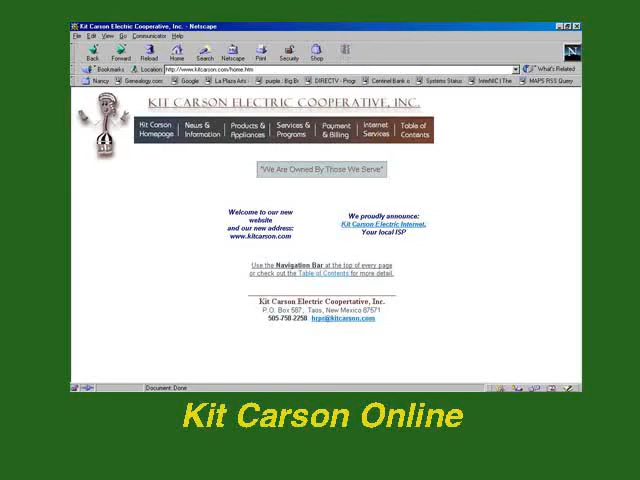 Kit Carson Electric Cooperative, Inc. - Netscape
File Edit View Go Communicator Help
Back Forward Reload Home Search Netscape Print Security Shop
Bookmarks Location: http://www.kitcarson.com/home.htm What's Related
Nancy Genealogy.com Google La Plaza Arts purple : Big DIRECTV - Progr Centinel Bank o Systems Status InterNIC | The MAPS RSS Query
KIT CARSON ELECTRIC COOPERATIVE, INC.
Kit Carson Homepage News & Information Products & Appliances Services & Programs Payment & Billing Internet Services Table of Contents
"We Are Owned By Those We Serve"
Welcome to our new
website
and our new address:
www.kitcarson.com
We proudly announce:
Kit Carson Electric Internet,
Your local ISP
Use the Navigation Bar at the top of every page
or check out the Table of Contents for more detail.
Kit Carson Electric Coopertative, Inc.
P.O. Box 587, Taos, New Mexico 87571
505-758-2258 hrpr@kitcarson.com
Document: Done
Kit Carson Online